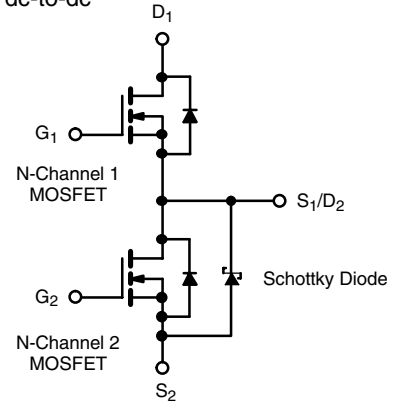 dc-to-dc
D1
G1
N-Channel 1
MOSFET
S1/D2
G2
Schottky Diode
N-Channel 2
MOSFET
S2